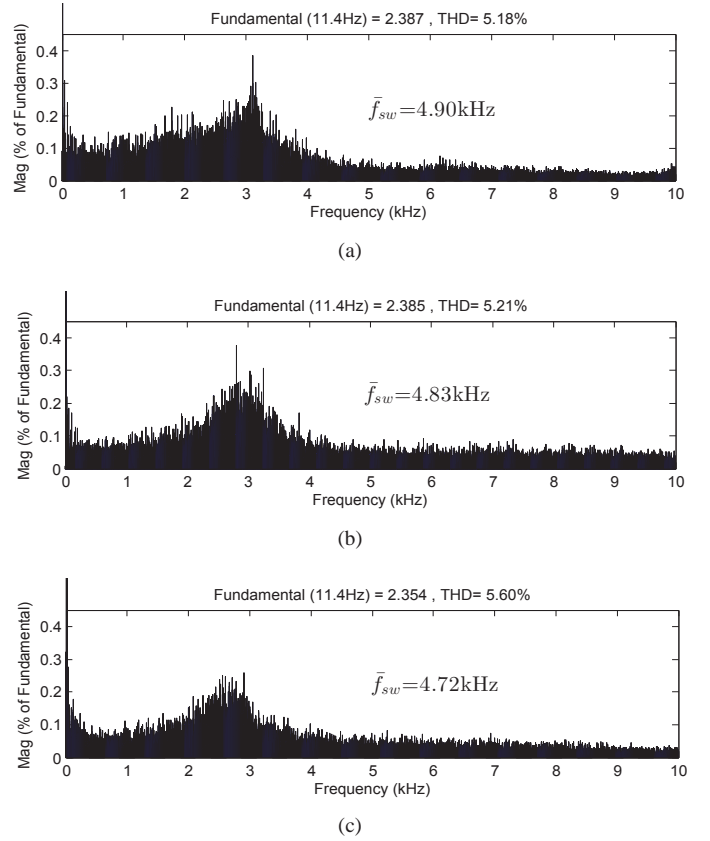 Fundamental (11.4Hz) = 2.387 , THD= 5.18%
Mag (% of Fundamental)
0.4
0.3
0.2
0.1
0
f̄sw=4.90kHz
0 1 2 3 4 5 6 7 8 9 10
Frequency (kHz)
(a)
Fundamental (11.4Hz) = 2.385 , THD= 5.21%
Mag (% of Fundamental)
0.4
0.3
0.2
0.1
0
f̄sw=4.83kHz
0 1 2 3 4 5 6 7 8 9 10
Frequency (kHz)
(b)
Fundamental (11.4Hz) = 2.354 , THD= 5.60%
Mag (% of Fundamental)
0.4
0.3
0.2
0.1
0
f̄sw=4.72kHz
0 1 2 3 4 5 6 7 8 9 10
Frequency (kHz)
(c)